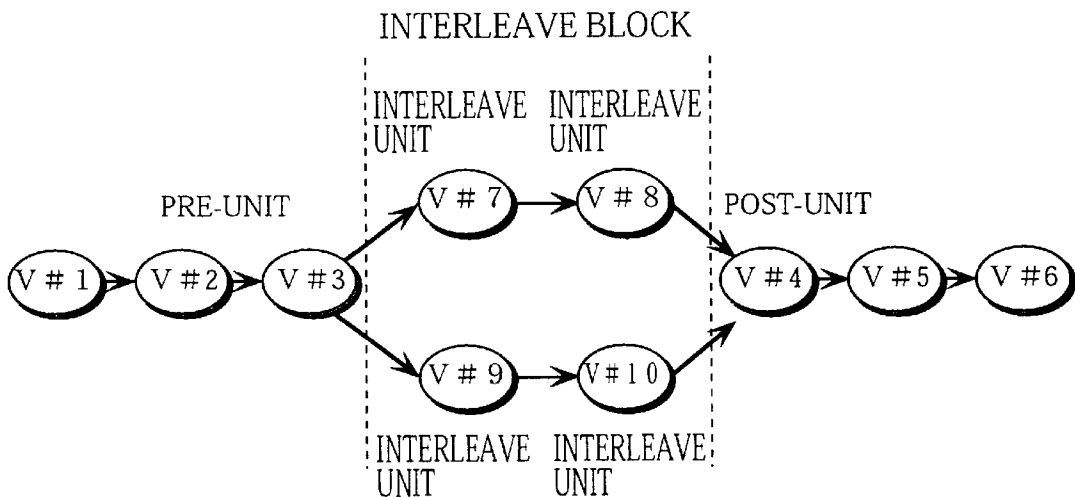 INTERLEAVE BLOCK
INTERLEAVE UNIT
INTERLEAVE UNIT
V # 7
V # 8
PRE-UNIT
POST-UNIT
V # 1
V #2
V #3
V #4
V #5
V #6
V # 9
V #10
INTERLEAVE UNIT
INTERLEAVE UNIT